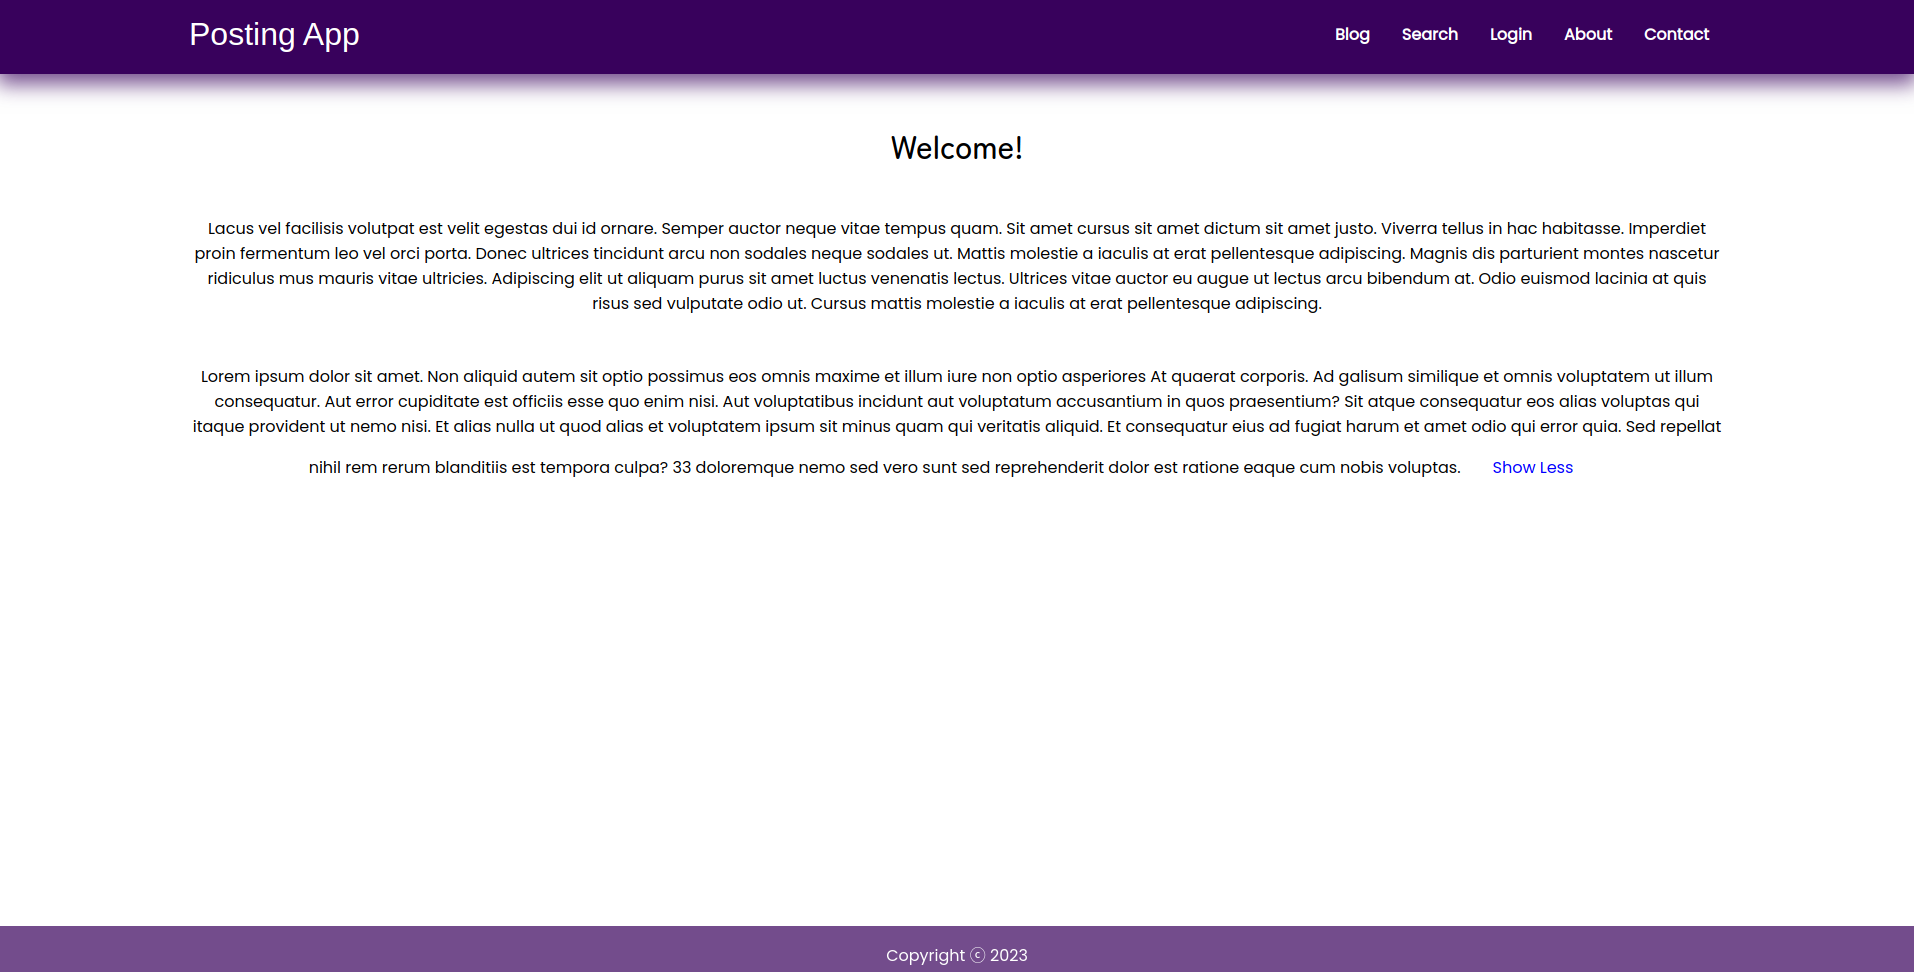 Posting App
Blog Search Login About Contact
Welcome!
Lacus vel facilisis volutpat est velit egestas dui id ornare. Semper auctor neque vitae tempus quam. Sit amet cursus sit amet dictum sit amet justo. Viverra tellus in hac habitasse. Imperdiet
proin fermentum leo vel orci porta. Donec ultrices tincidunt arcu non sodales neque sodales ut. Mattis molestie a iaculis at erat pellentesque adipiscing. Magnis dis parturient montes nascetur
ridiculus mus mauris vitae ultricies. Adipiscing elit ut aliquam purus sit amet luctus venenatis lectus. Ultrices vitae auctor eu augue ut lectus arcu bibendum at. Odio euismod lacinia at quis
risus sed vulputate odio ut. Cursus mattis molestie a iaculis at erat pellentesque adipiscing.
Lorem ipsum dolor sit amet. Non aliquid autem sit optio possimus eos omnis maxime et illum iure non optio asperiores At quaerat corporis. Ad galisum similique et omnis voluptatem ut illum
consequatur. Aut error cupiditate est officiis esse quo enim nisi. Aut voluptatibus incidunt aut voluptatum accusantium in quos praesentium? Sit atque consequatur eos alias voluptas qui
itaque provident ut nemo nisi. Et alias nulla ut quod alias et voluptatem ipsum sit minus quam qui veritatis aliquid. Et consequatur eius ad fugiat harum et amet odio qui error quia. Sed repellat
nihil rem rerum blanditiis est tempora culpa? 33 doloremque nemo sed vero sunt sed reprehenderit dolor est ratione eaque cum nobis voluptas. Show Less
Copyright ⓒ 2023